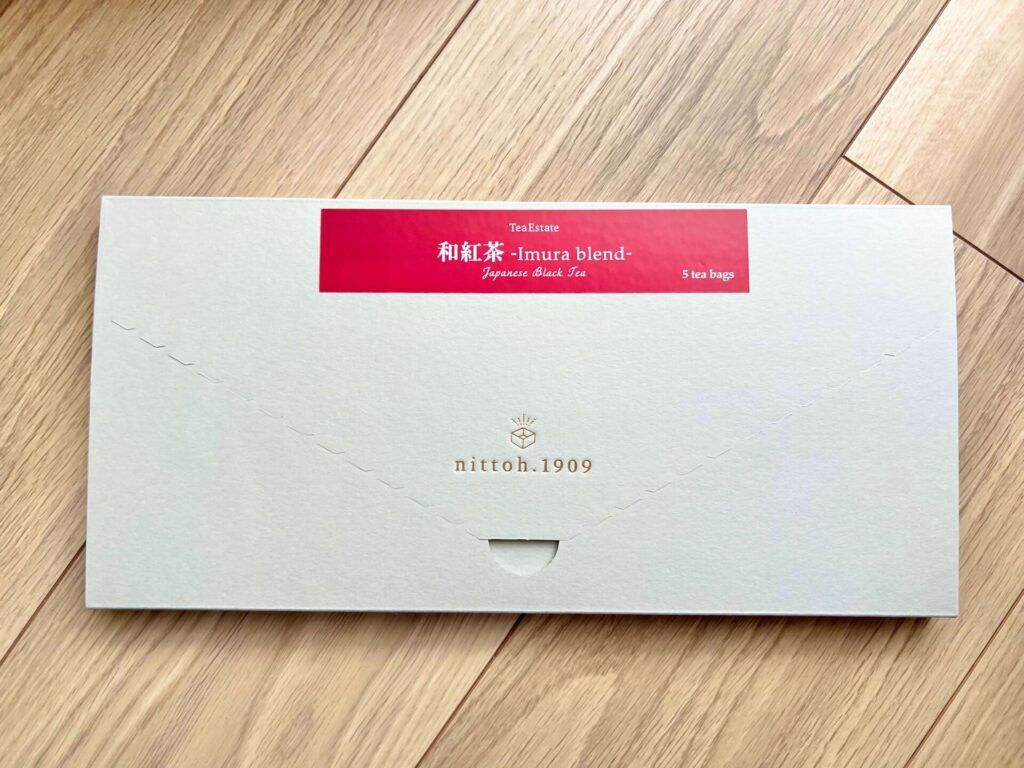 TeaEstate
和紅茶 -Imura blend-
Japanese Black Tea
5 tea bags
nittoh.1909